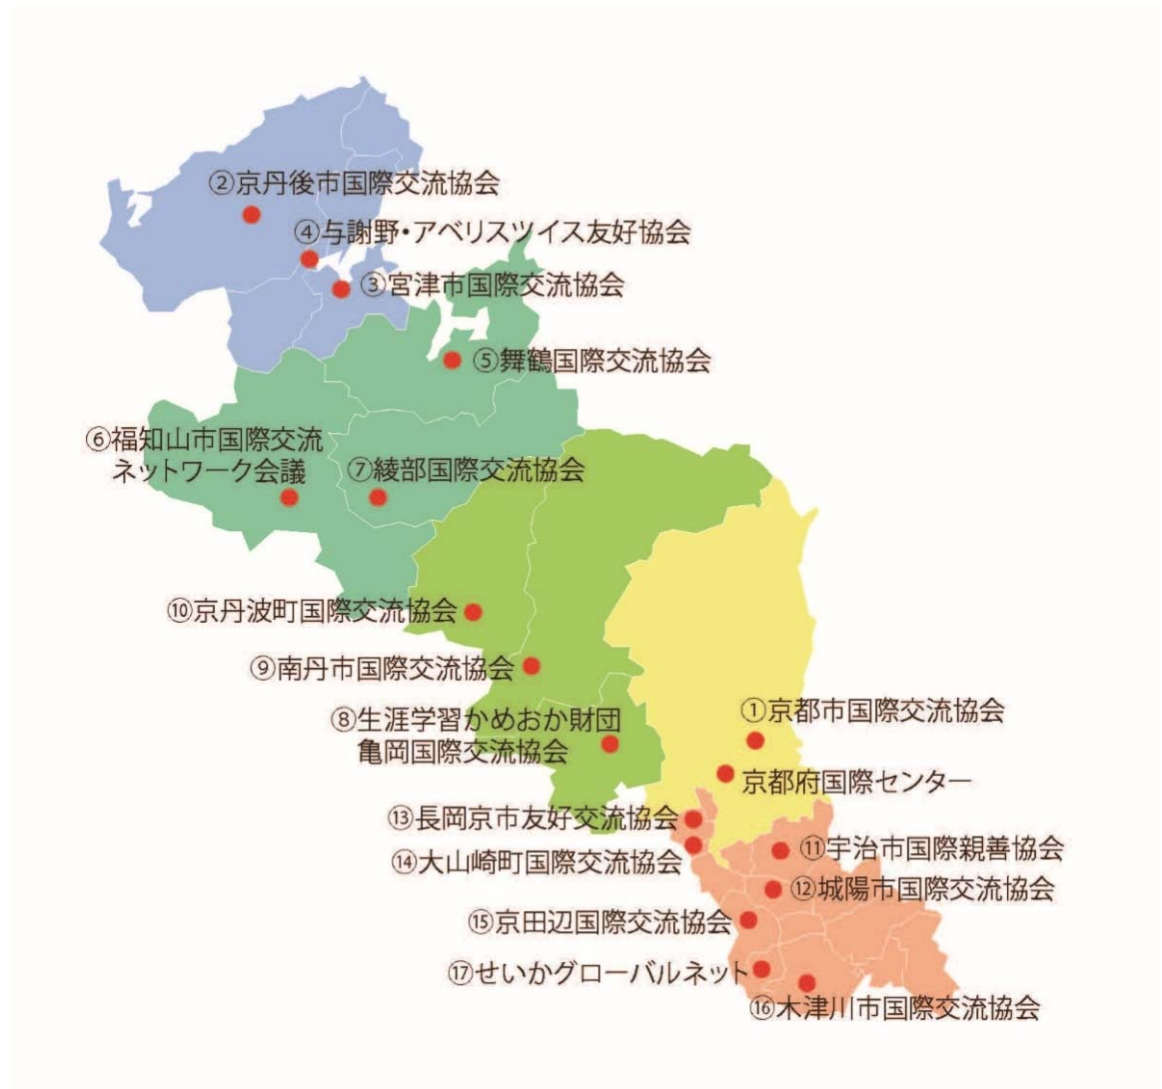 ②京丹後市国際交流協会
④与謝野・アベリスツイス友好協会
③宮津市国際交流協会
⑤舞鶴国際交流協会
⑥福知山市国際交流
ネットワーク会議
⑦綾部国際交流協会
⑩京丹波町国際交流協会
⑨南丹市国際交流協会
⑧生涯学習かめおか財団
亀岡国際交流協会
①京都市国際交流協会
京都府国際センター
⑬長岡京市友好交流協会
⑭大山崎町国際交流協会
⑪宇治市国際親善協会
⑫城陽市国際交流協会
⑮京田辺国際交流協会
⑰せいかグローバルネット
⑯木津川市国際交流協会